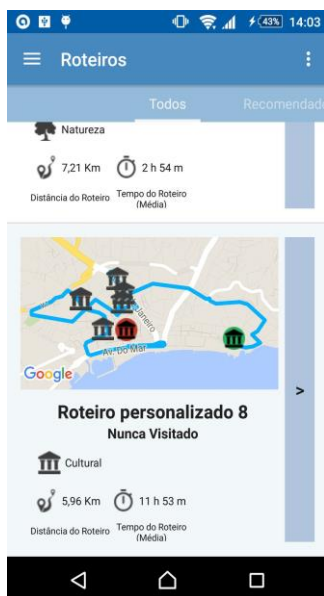 43% 14:03
Roteiros
Todos Recomendad
Natureza
7,21 Km 2 h 54 m
Distância do Roteiro Tempo do Roteiro
(Média)
Janeiro
Av. Do Mar
Google
>
Roteiro personalizado 8
Nunca Visitado
Cultural
5,96 Km 11 h 53 m
Distância do Roteiro Tempo do Roteiro
(Média)